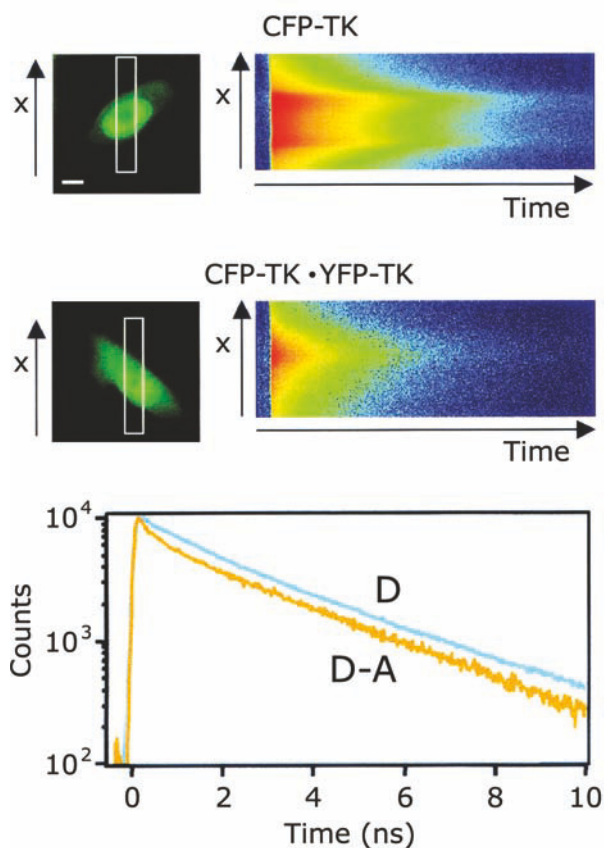 CFP-TK
x
x
Time
CFP-TK • YFP-TK
x
x
Time
10⁴
10³
10²
Counts
D
D-A
0 2 4 6 8 10
Time (ns)